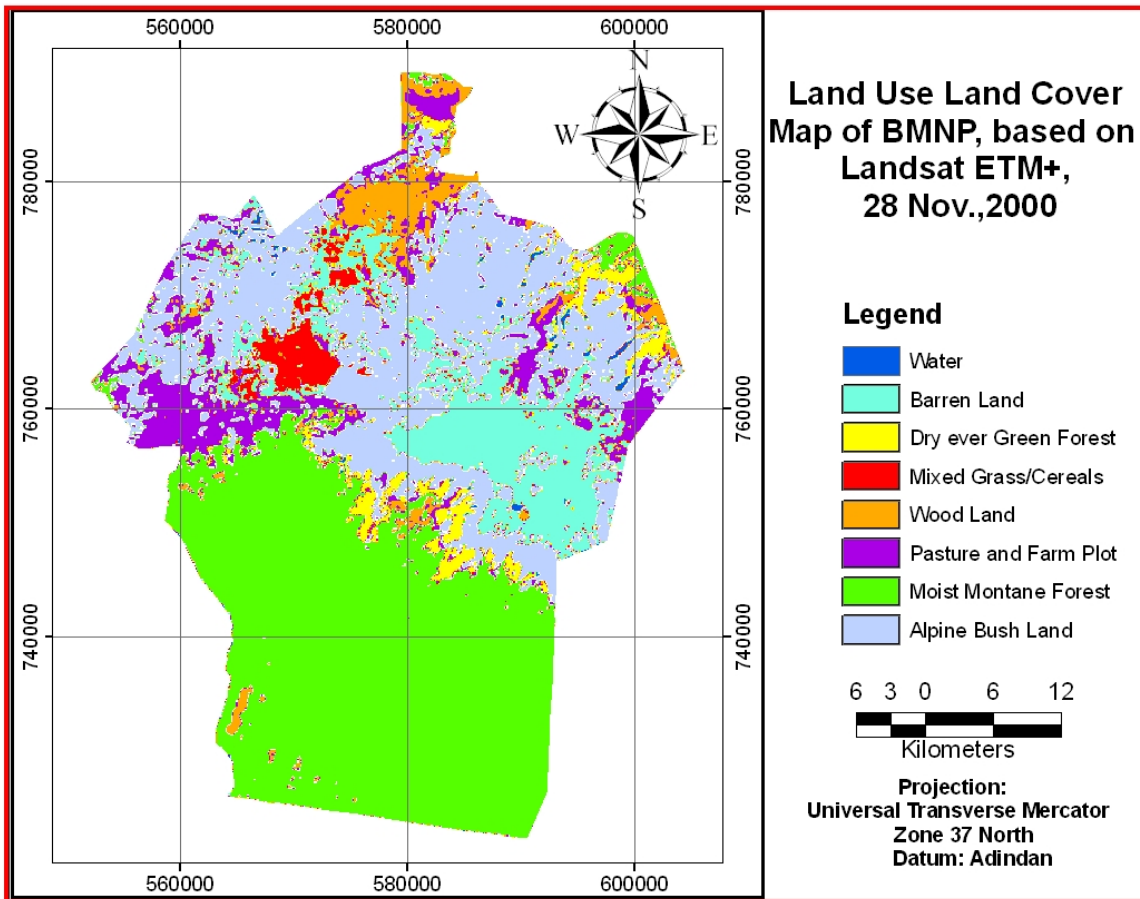 560000 580000 600000
N
W E
S
780000 780000
760000 760000
740000 740000
560000 580000 600000
Land Use Land Cover
Map of BMNP, based on
Landsat ETM+,
28 Nov.,2000
Legend
Water
Barren Land
Dry ever Green Forest
Mixed Grass/Cereals
Wood Land
Pasture and Farm Plot
Moist Montane Forest
Alpine Bush Land
6 3 0 6 12
Kilometers
Projection:
Universal Transverse Mercator
Zone 37 North
Datum: Adindan